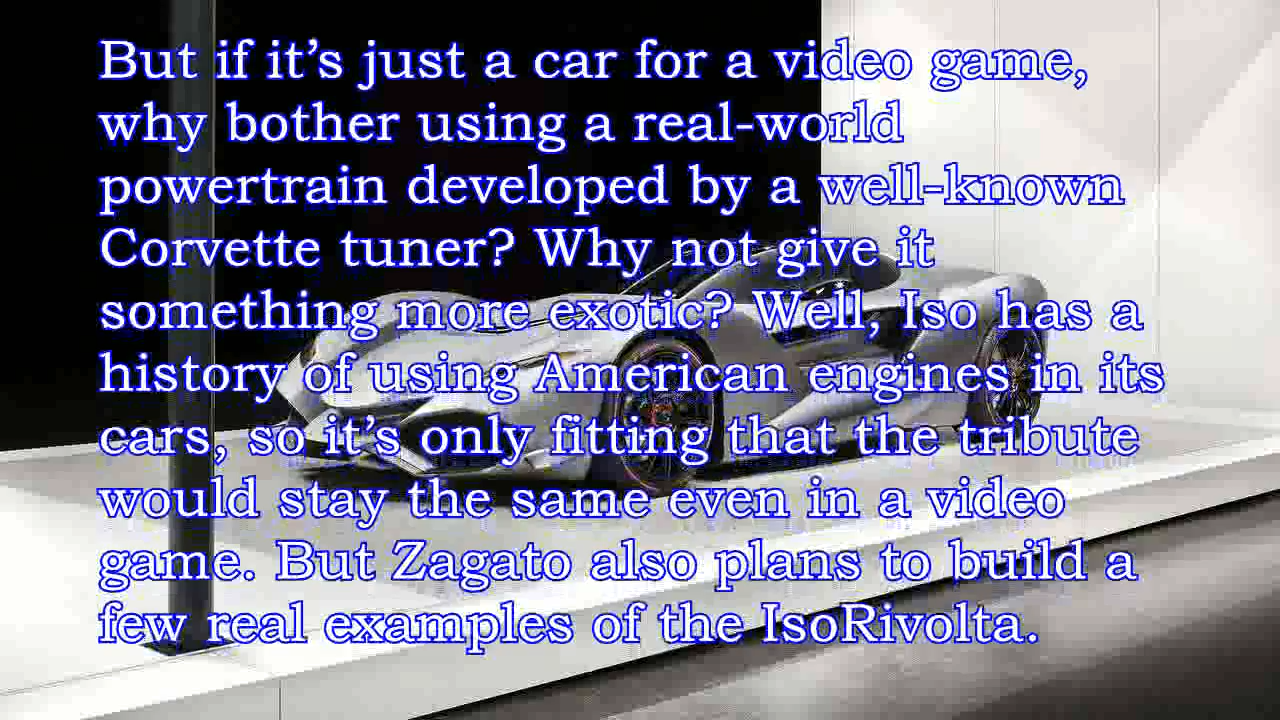 But if it’s just a car for a video game,
why bother using a real-world
powertrain developed by a well-known
Corvette tuner? Why not give it
something more exotic? Well, Iso has a
history of using American engines in its
cars, so it’s only fitting that the tribute
would stay the same even in a video
game. But Zagato also plans to build a
few real examples of the IsoRivolta.